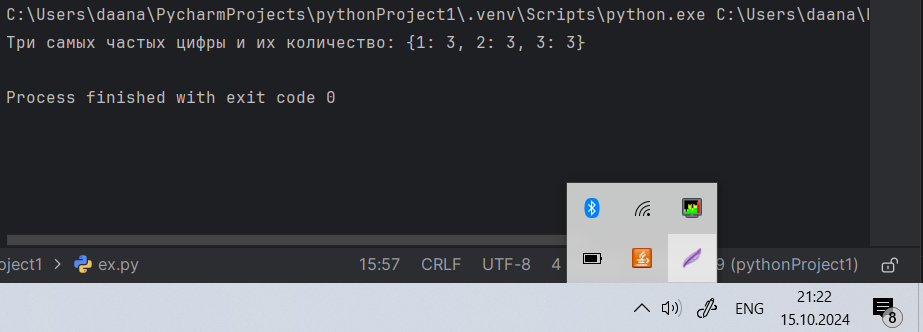 C:\Users\daana\PycharmProjects\pythonProject1\.venv\Scripts\python.exe C:\Users\daana\
Три самых частых цифры и их количество: {1: 3, 2: 3, 3: 3}
Process finished with exit code 0
oject1 > ex.py 15:57 CRLF UTF-8 4 9 (pythonProject1)
ENG 21:22
15.10.2024 8